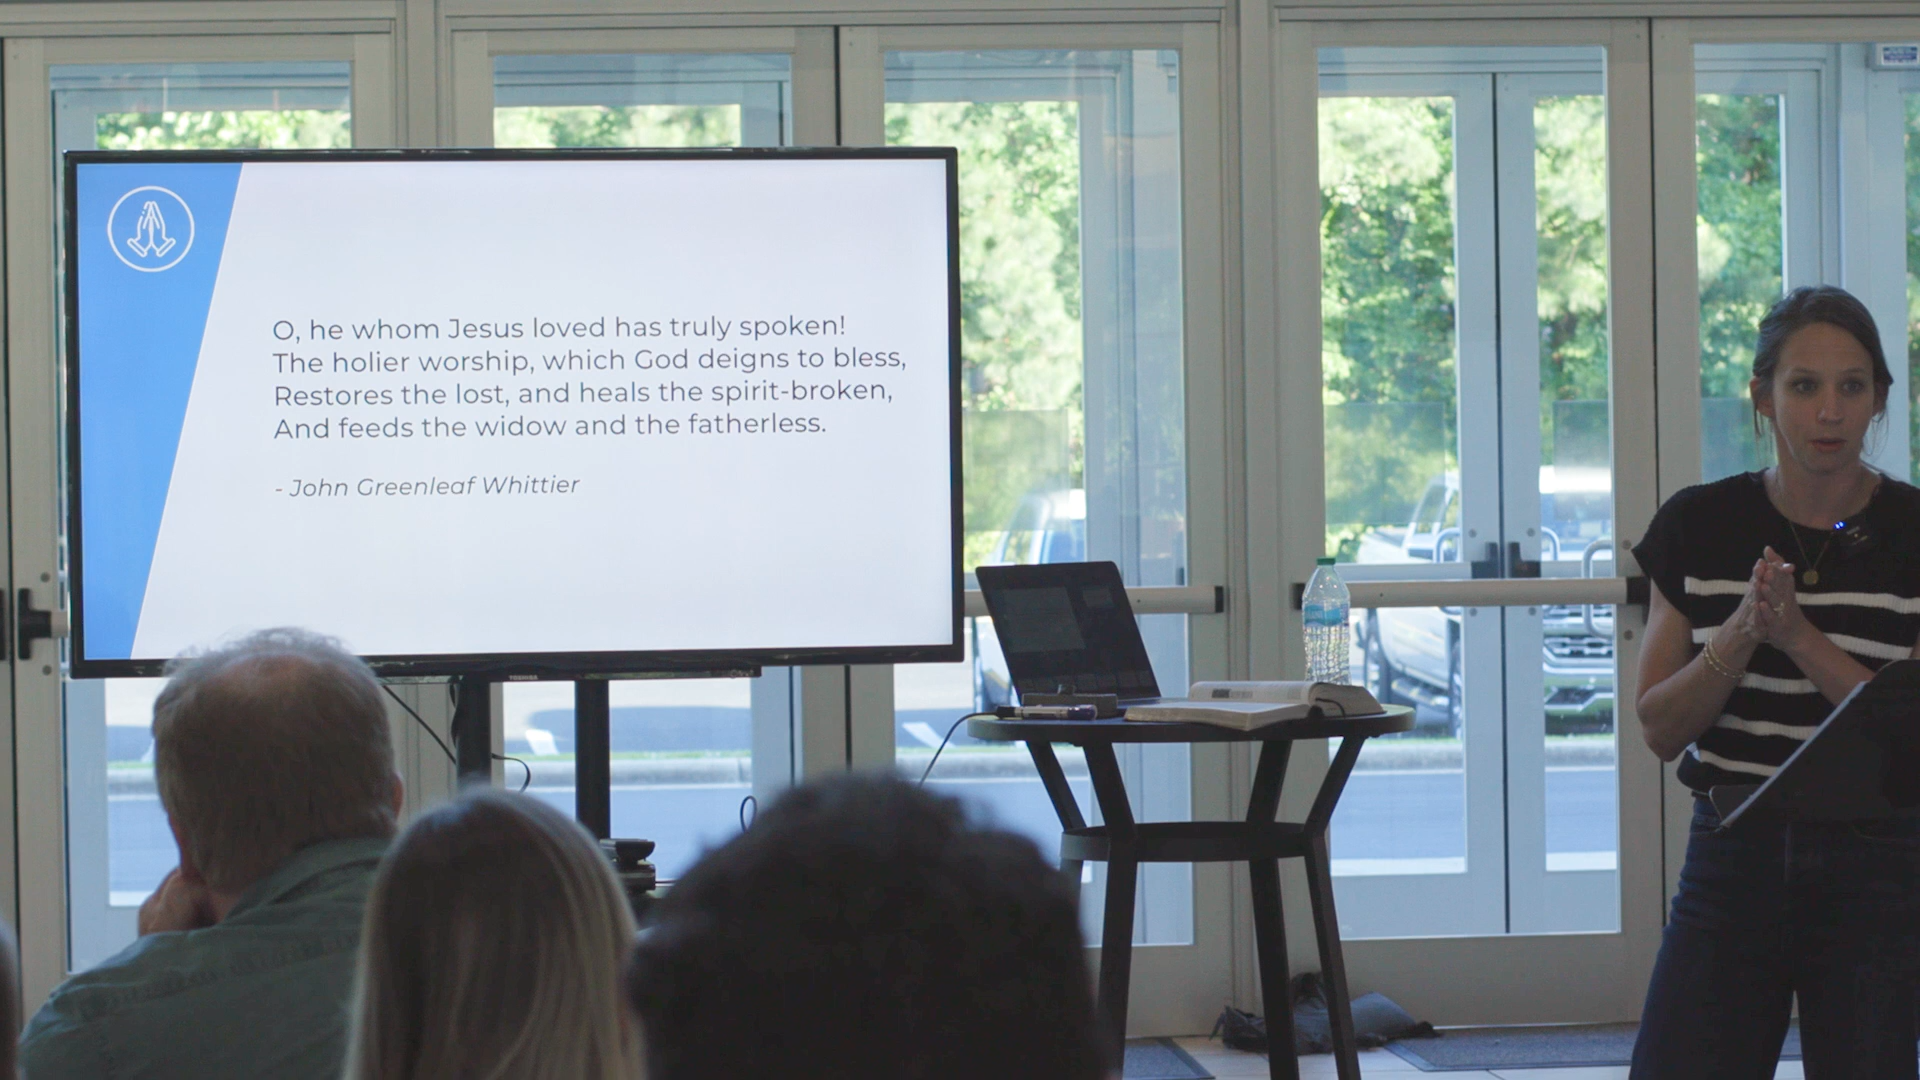 O, he whom Jesus loved has truly spoken!
The holier worship, which God deigns to bless,
Restores the lost, and heals the spirit-broken,
And feeds the widow and the fatherless.
- John Greenleaf Whittier
TOSHIBA